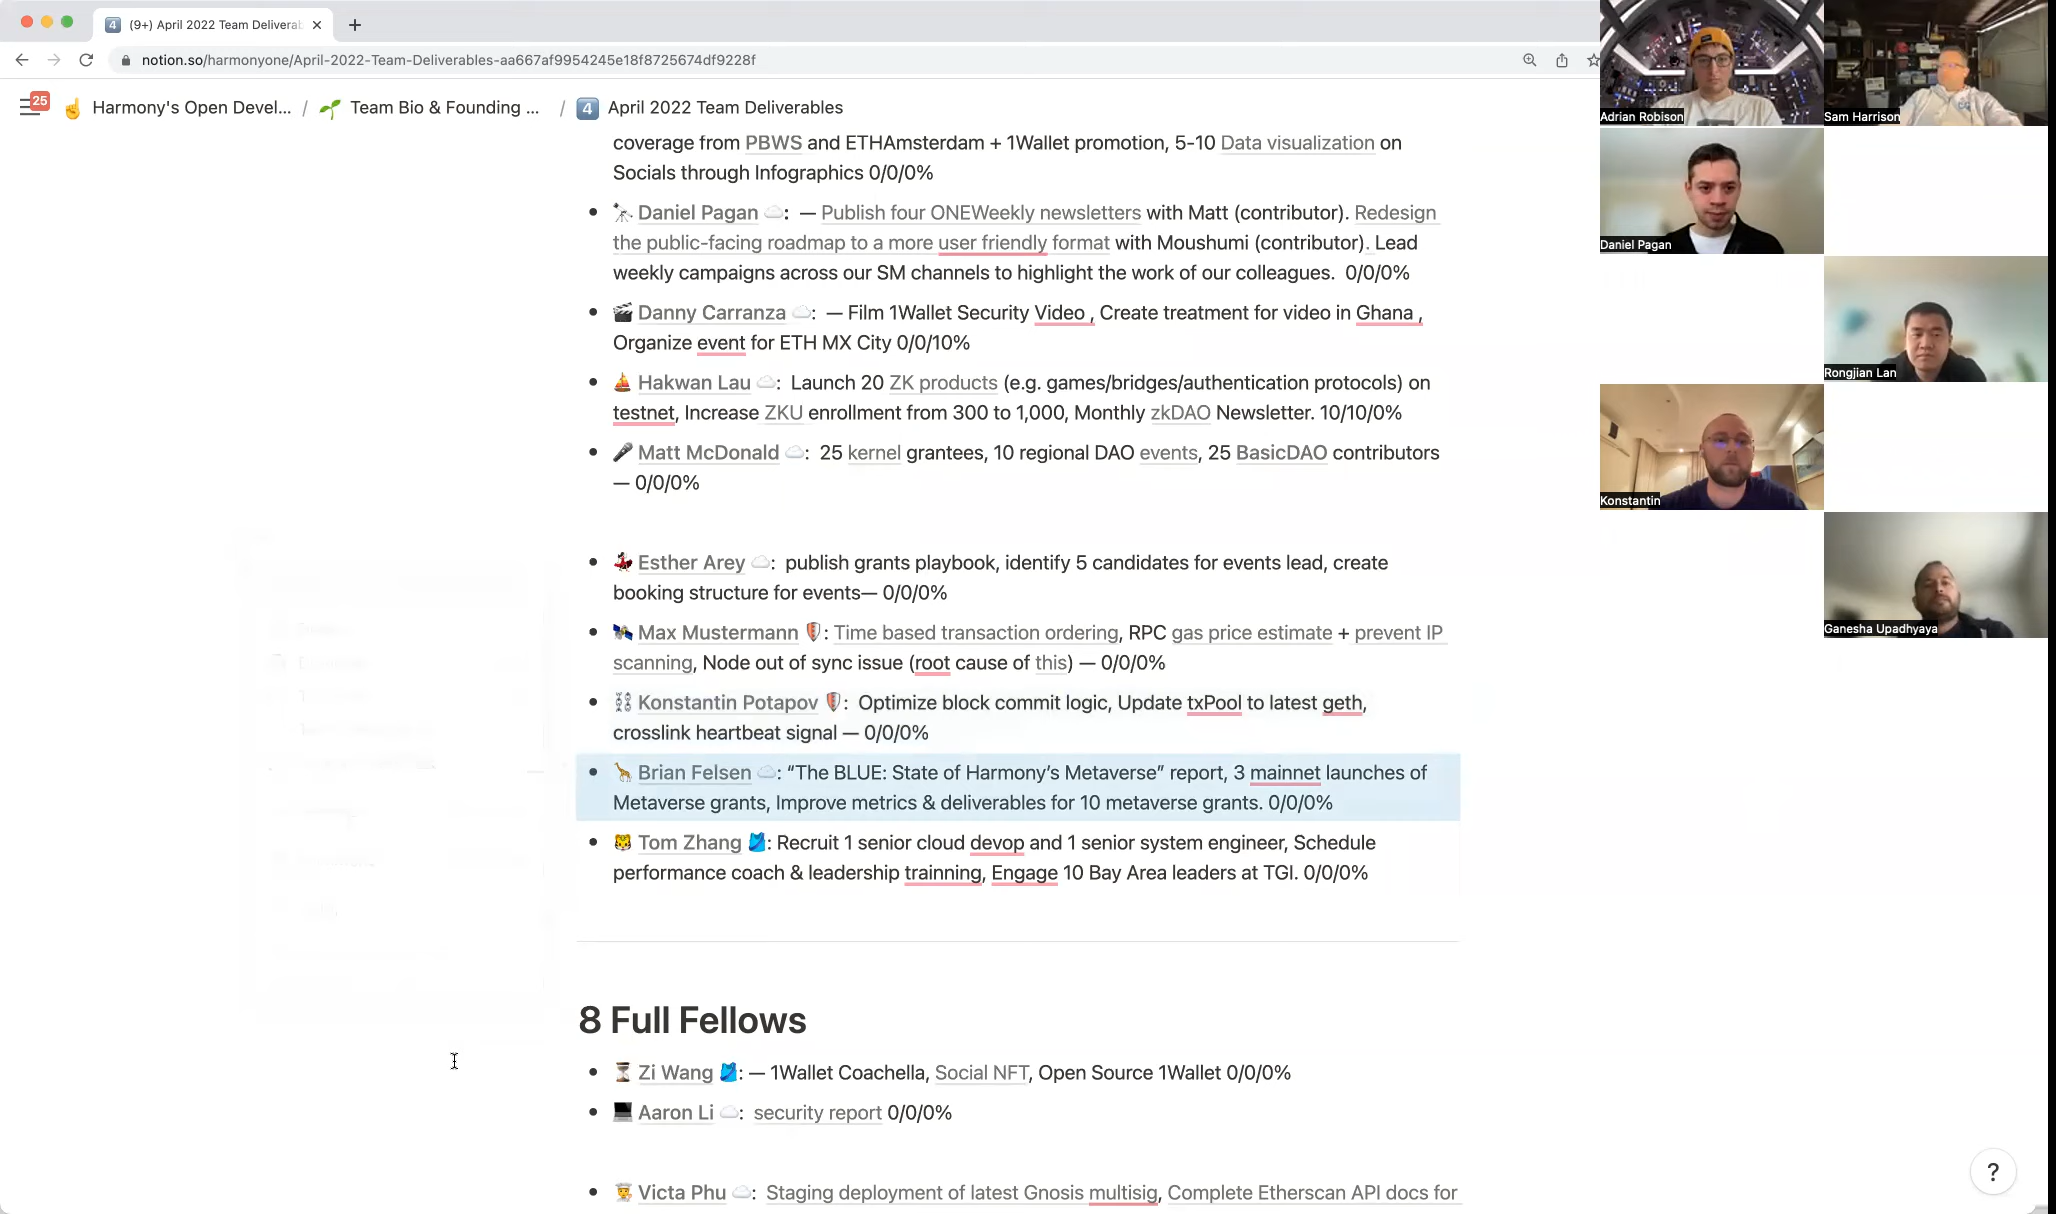 (9+) April 2022 Team Deliverab
notion.so/harmonyone/April-2022-Team-Deliverables-aa667af9954245e18f8725674df9228f
25
Harmony's Open Devel... / Team Bio & Founding ... / 4 April 2022 Team Deliverables
coverage from PBWS and ETHAmsterdam + 1Wallet promotion, 5-10 Data visualization on
Socials through Infographics 0/0/0%
• Daniel Pagan : — Publish four ONEWeekly newsletters with Matt (contributor). Redesign
the public-facing roadmap to a more user friendly format with Moushumi (contributor). Lead
weekly campaigns across our SM channels to highlight the work of our colleagues. 0/0/0%
• Danny Carranza : — Film 1Wallet Security Video , Create treatment for video in Ghana ,
Organize event for ETH MX City 0/0/10%
• Hakwan Lau : Launch 20 ZK products (e.g. games/bridges/authentication protocols) on
testnet, Increase ZKU enrollment from 300 to 1,000, Monthly zkDAO Newsletter. 10/10/0%
• Matt McDonald : 25 kernel grantees, 10 regional DAO events, 25 BasicDAO contributors
— 0/0/0%
• Esther Arey : publish grants playbook, identify 5 candidates for events lead, create
booking structure for events— 0/0/0%
• Max Mustermann : Time based transaction ordering, RPC gas price estimate + prevent IP
scanning, Node out of sync issue (root cause of this) — 0/0/0%
• Konstantin Potapov : Optimize block commit logic, Update txPool to latest geth,
crosslink heartbeat signal — 0/0/0%
• Brian Felsen : “The BLUE: State of Harmony’s Metaverse” report, 3 mainnet launches of
Metaverse grants, Improve metrics & deliverables for 10 metaverse grants. 0/0/0%
• Tom Zhang : Recruit 1 senior cloud devop and 1 senior system engineer, Schedule
performance coach & leadership trainning, Engage 10 Bay Area leaders at TGI. 0/0/0%
8 Full Fellows
• Zi Wang : — 1Wallet Coachella, Social NFT, Open Source 1Wallet 0/0/0%
• Aaron Li : security report 0/0/0%
• Victa Phu : Staging deployment of latest Gnosis multisig, Complete Etherscan API docs for
?
Adrian Robison
Sam Harrison
Daniel Pagan
Rongjian Lan
Konstantin
Ganesha Upadhyaya